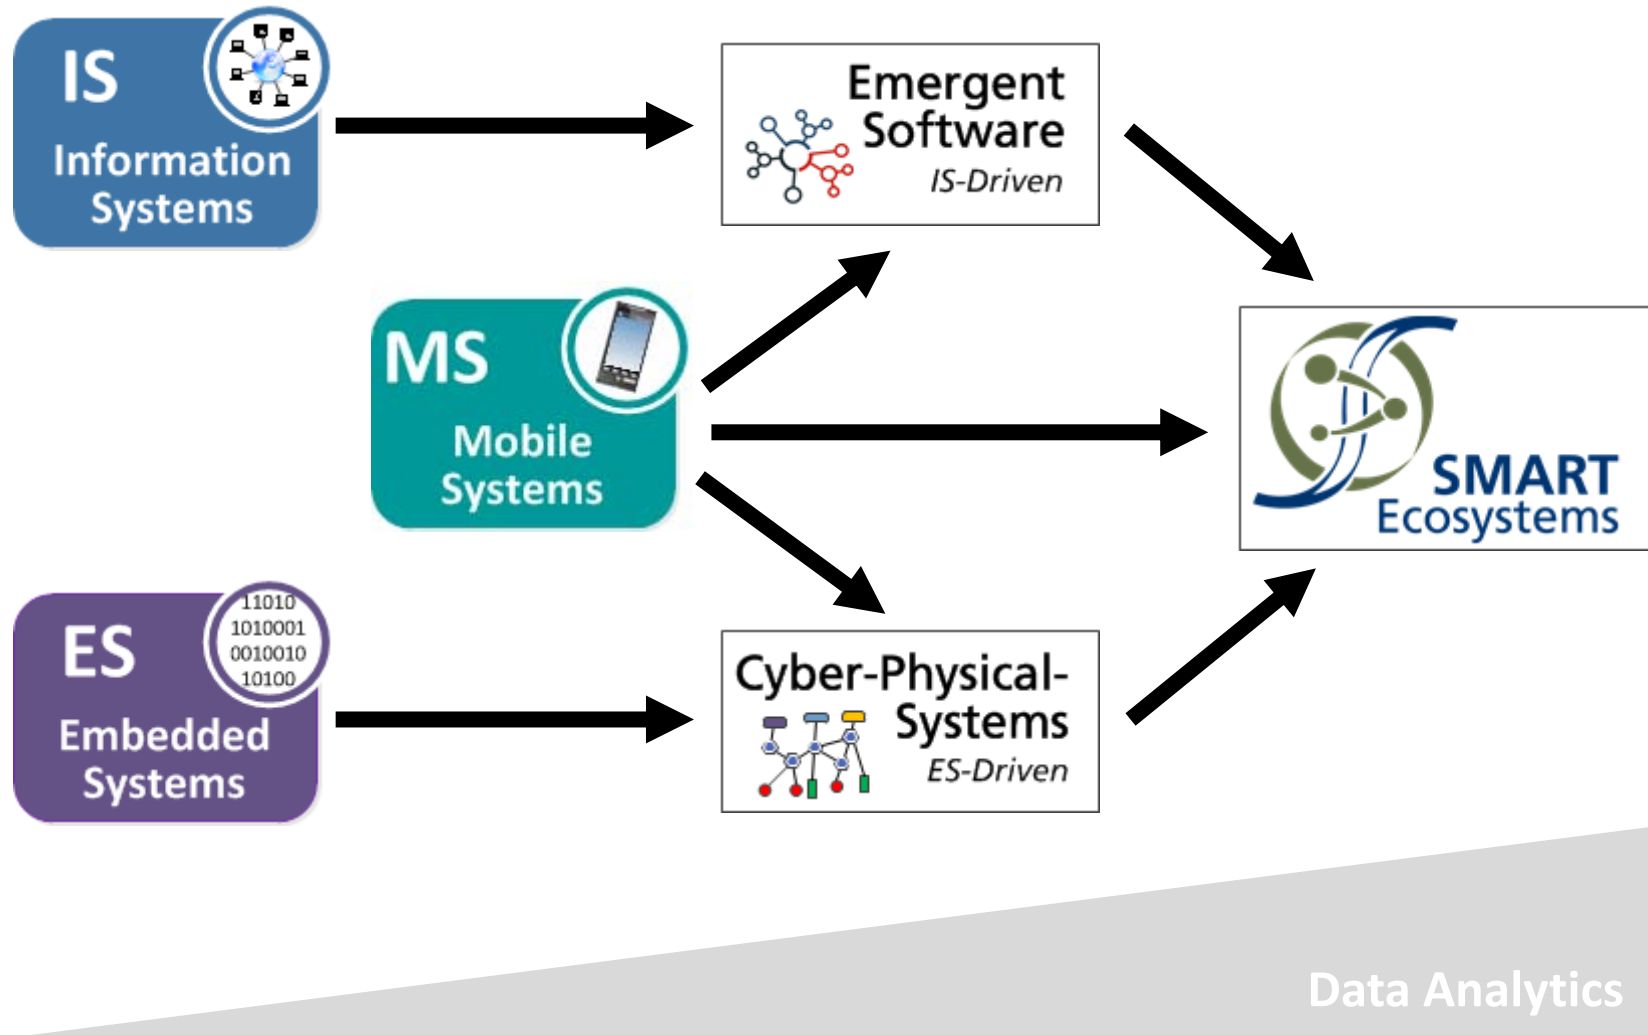 IS
Information
Systems
Emergent
Software
IS-Driven
MS
Mobile
Systems
SMART
Ecosystems
ES
11010
1010001
0010010
10100
Embedded
Systems
Cyber-Physical-
Systems
ES-Driven
Data Analytics